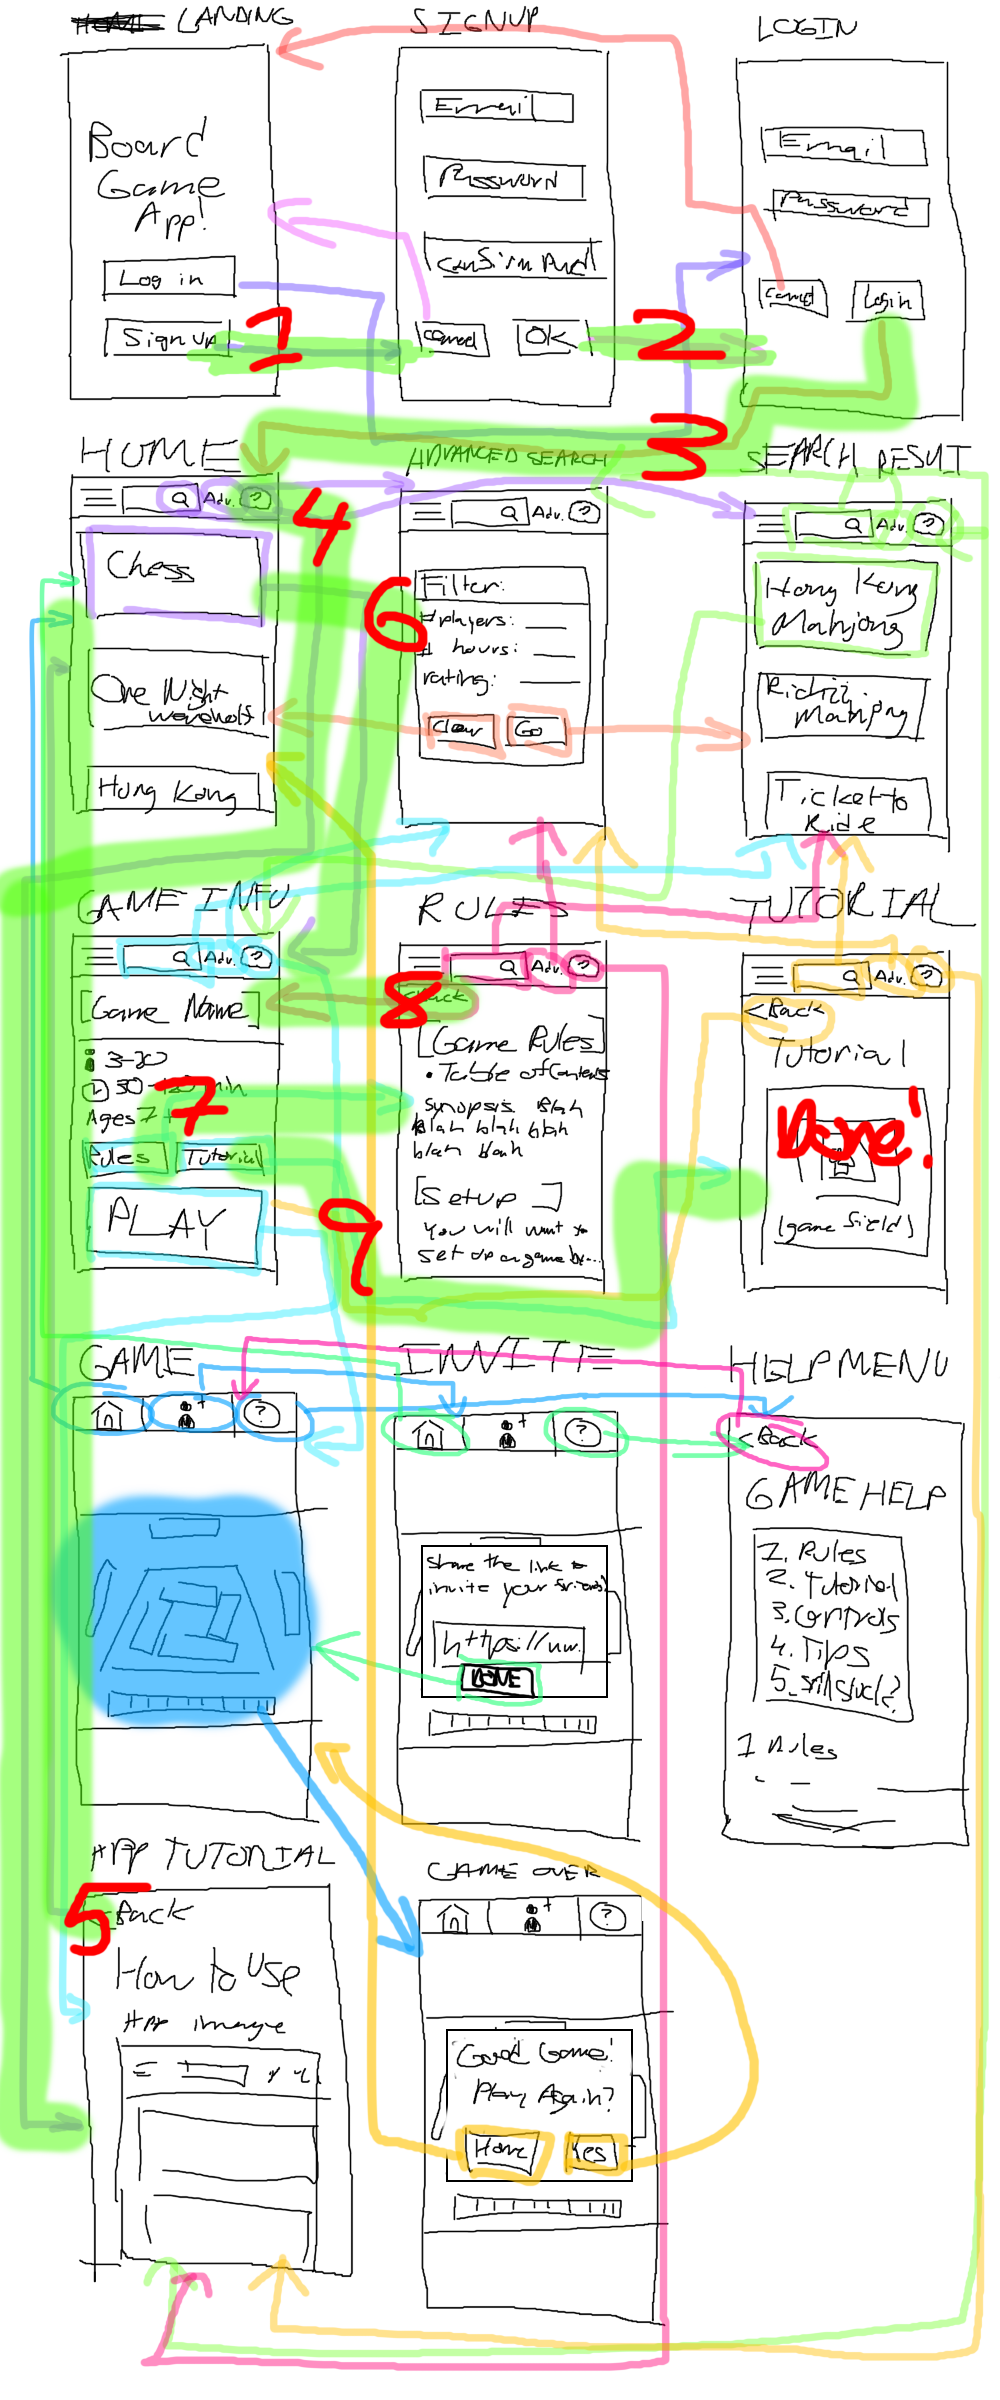 LANDING
SIGNUP
LOGIN
Board
Game
App!
Log in
Sign Up
Email
Password
Confirm Pwd
Cancel
OK
Email
Password
Cancel
Login
1
2
3
HOME
ADVANCED SEARCH
SEARCH RESULT
Adv. ?
Chess
One Night
Werewolf
Hong Kong
4
Adv. ?
Filter:
# players:
# hours:
rating:
Clear
Go
6
Adv. ?
Hong Kong
Mahjong
Riichi
Mahjong
Ticket to
Ride
GAME INFO
RULES
TUTORIAL
Adv. ?
[Game Name]
3-20
Ages 7+
Rules
Tutorial
PLAY
7
Adv. ?
<Back
8
[Game Rules]
• Table of Contents
Synopsis Blah
blah blah blah
blah blah
[Setup ]
You will want to
set up
9
Adv. ?
<Back
Tutorial
Done!
(game field)
GAME
INVITE
HELP MENU
?
?
Share the link to
invite your friends!
https://ww.
DONE
<Back
GAME HELP
1. Rules
2. Tutorial
3. Controls
4. Tips
5. Still stuck?
1 Rules
APP TUTORIAL
GAME OVER
5
<Back
How to Use
App image
?
Good Game!
Play Again?
Home
Yes